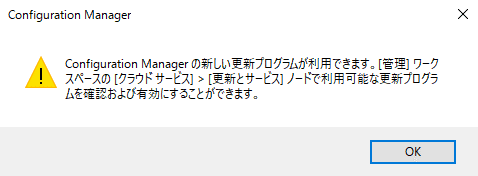 Configuration Manager
Configuration Manager の新しい更新プログラムが利用できます。[管理] ワーク
スペースの [クラウド サービス] > [更新とサービス] ノードで利用可能な更新プログラ
ムを確認および有効にすることができます。
OK